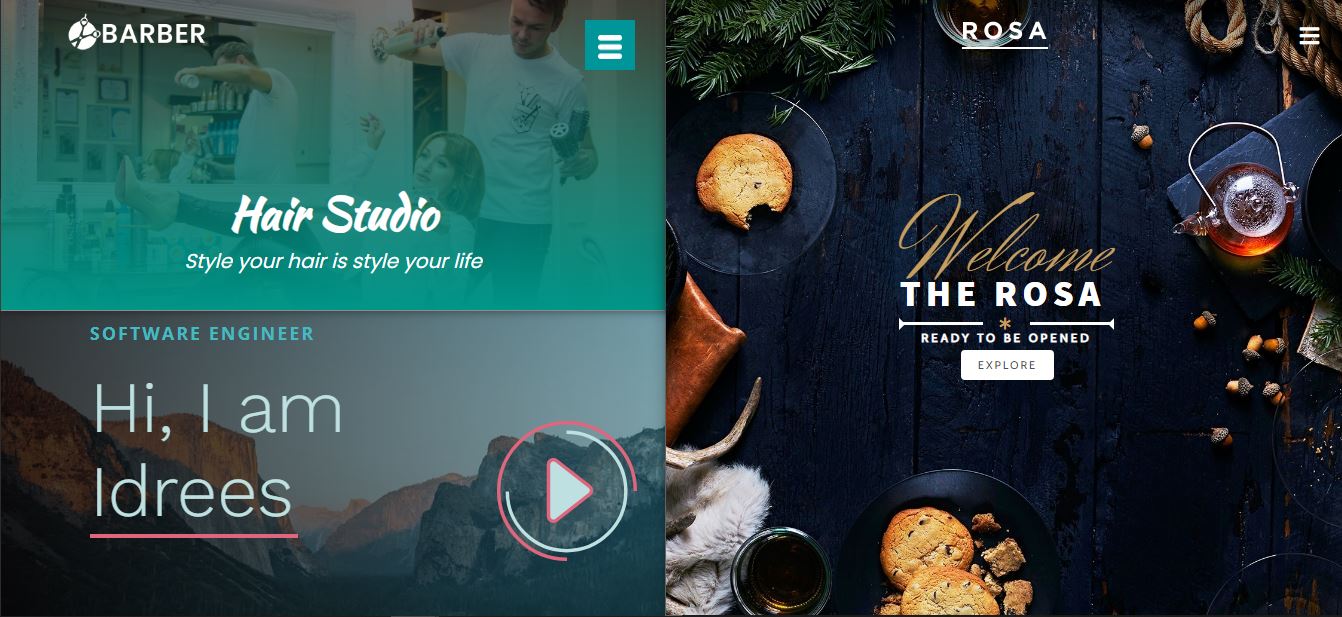 BARBER
Hair Studio
Style your hair is style your life
SOFTWARE ENGINEER
Hi, I am
Idrees
ROSA
Welcome
THE ROSA
READY TO BE OPENED
EXPLORE